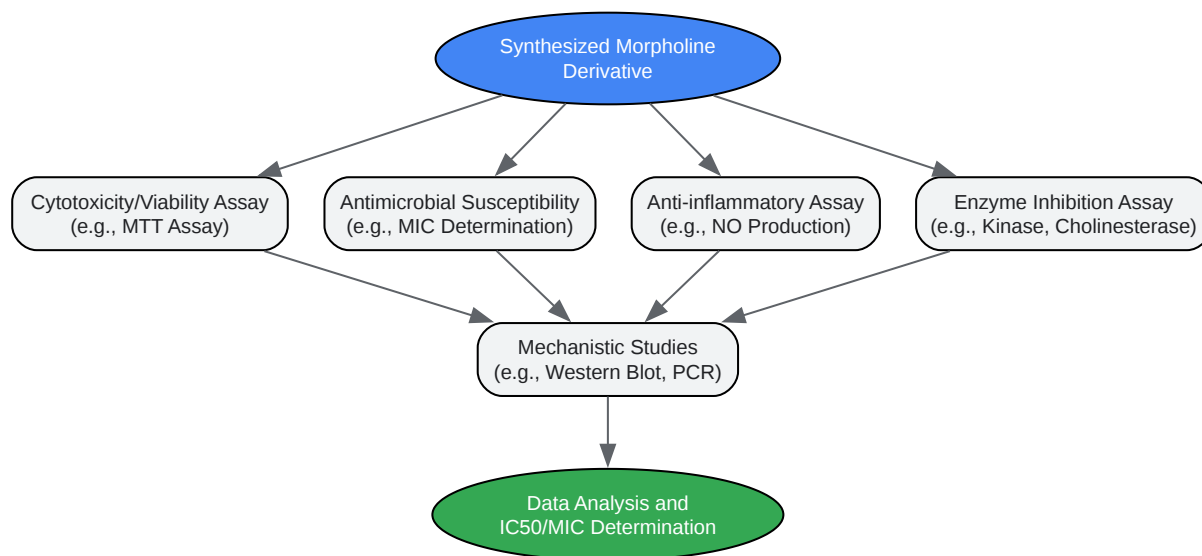 Synthesized Morpholine
Derivative
Cytotoxicity/Viability Assay
(e.g., MTT Assay)
Antimicrobial Susceptibility
(e.g., MIC Determination)
Anti-inflammatory Assay
(e.g., NO Production)
Enzyme Inhibition Assay
(e.g., Kinase, Cholinesterase)
Mechanistic Studies
(e.g., Western Blot, PCR)
Data Analysis and
IC50/MIC Determination